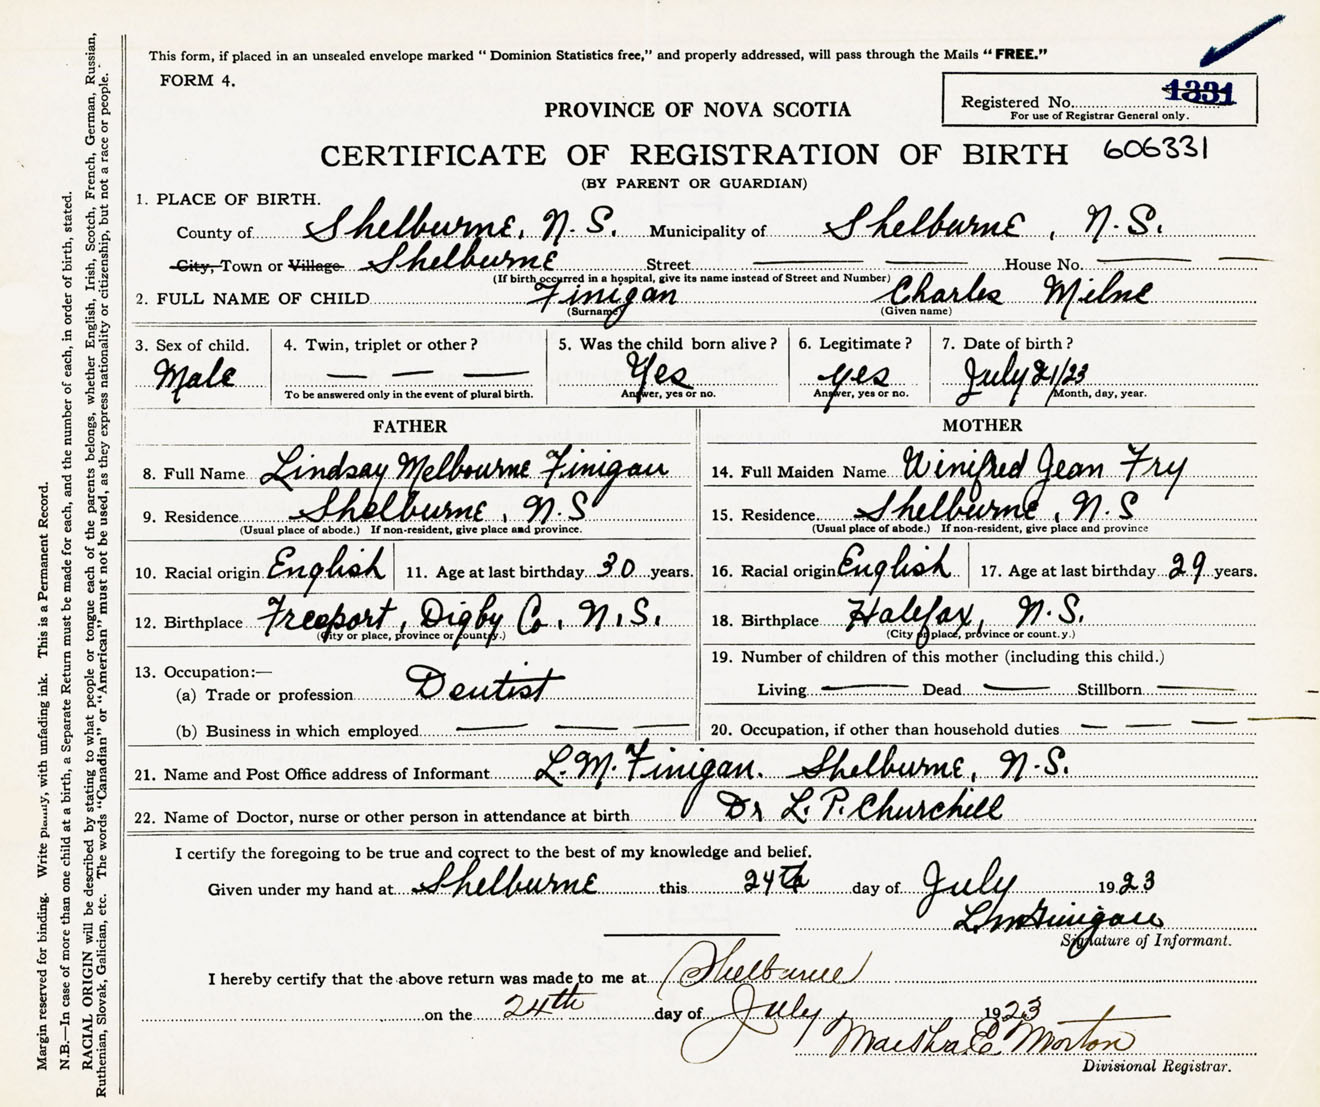 This form, if placed in an unsealed envelope marked "Dominion Statistics free," and properly addressed, will pass through the Mails "FREE."
FORM 4.
Registered No. 1331
For use of Registrar General only.
PROVINCE OF NOVA SCOTIA
CERTIFICATE OF REGISTRATION OF BIRTH 606331
(BY PARENT OR GUARDIAN)
1. PLACE OF BIRTH.
County of Shelburne, N.S. Municipality of Shelburne, N.S.
City, Town or Village Shelburne Street — — House No. — —
(If birth occurred in a hospital, give its name instead of Street and Number)
2. FULL NAME OF CHILD Finigan Charles Milne
(Surname) (Given name)
3. Sex of child. 4. Twin, triplet or other? 5. Was the child born alive? 6. Legitimate? 7. Date of birth?
Male — — — Yes yes July 21/23
To be answered only in the event of plural birth. Answer, yes or no. Answer, yes or no. Month, day, year.
FATHER
8. Full Name Lindsay Melbourne Finigan
9. Residence Shelburne, N.S
(Usual place of abode.) If non-resident, give place and province.
10. Racial origin English 11. Age at last birthday 30 years.
12. Birthplace Freeport, Digby Co, N.S.
(City or place, province or country.)
13. Occupation:—
(a) Trade or profession Dentist
(b) Business in which employed — — —
MOTHER
14. Full Maiden Name Winifred Jean Fry
15. Residence Shelburne, N.S
(Usual place of abode.) If non-resident, give place and province
16. Racial origin English 17. Age at last birthday 29 years.
18. Birthplace Halifax, N.S.
(City or place, province or count.y.)
19. Number of children of this mother (including this child.)
Living — Dead — Stillborn —
20. Occupation, if other than household duties — — —
21. Name and Post Office address of Informant L. M. Finigan. Shelburne, N.S.
22. Name of Doctor, nurse or other person in attendance at birth Dr L. P. Churchill
I certify the foregoing to be true and correct to the best of my knowledge and belief.
Given under my hand at Shelburne this 24th day of July 1923
L. M. Finigan
Signature of Informant.
I hereby certify that the above return was made to me at Shelburne
on the 24th day of July 1923
Martha E Morton
Divisional Registrar.
Margin reserved for binding. Write plainly, with unfading ink. This is a Permanent Record.
N.B.—In case of more than one child at a birth, a Separate Return must be made for each, and the number of each, in order of birth, stated.
RACIAL ORIGIN will be described by stating to what people or tongue each of the parents belongs, whether English, Irish, Scotch, French, German, Russian,
Ruthenian, Slovak, Galician, etc. The words "Canadian" or "American" must not be used, as they express nationality or citizenship, but not a race or people.